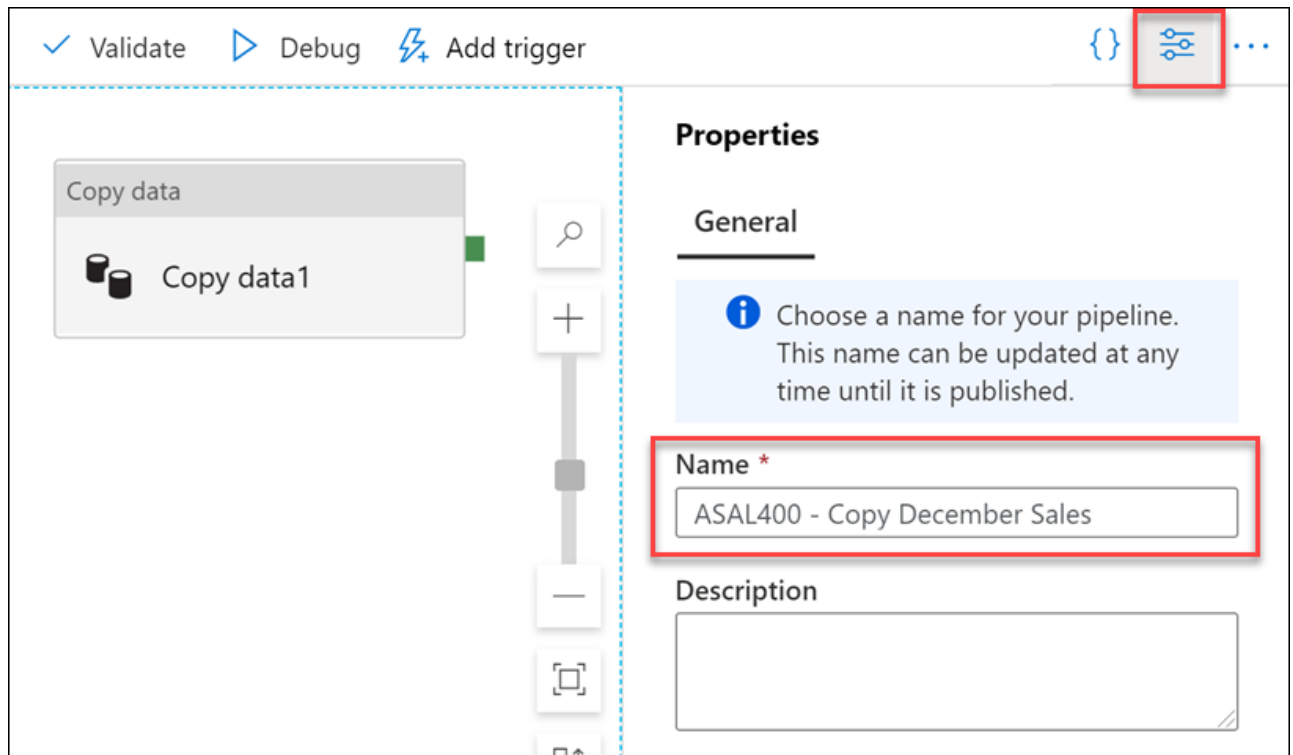 Validate Debug Add trigger {} ...
Properties
General
Copy data
Copy data1
Choose a name for your pipeline.
This name can be updated at any
time until it is published.
Name *
ASAL400 - Copy December Sales
Description